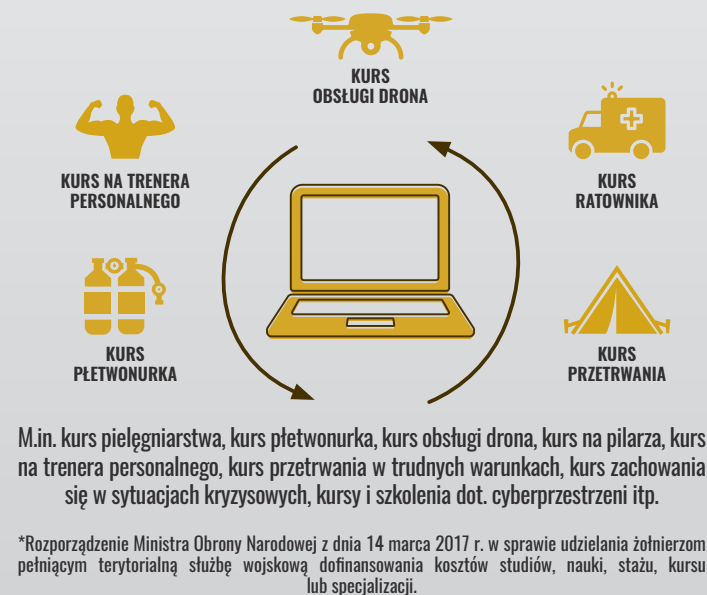 KURS
OBSŁUGI DRONA
KURS NA TRENERA
PERSONALNEGO
KURS
RATOWNIKA
KURS
PŁETWONURKA
KURS
PRZETRWANIA
M.in. kurs pielęgniarstwa, kurs płetwonurka, kurs obsługi drona, kurs na pilarza, kurs
na trenera personalnego, kurs przetrwania w trudnych warunkach, kurs zachowania
się w sytuacjach kryzysowych, kursy i szkolenia dot. cyberprzestrzeni itp.
*Rozporządzenie Ministra Obrony Narodowej z dnia 14 marca 2017 r. w sprawie udzielania żołnierzom
pełniącym terytorialną służbę wojskową dofinansowania kosztów studiów, nauki, stażu, kursu
lub specjalizacji.